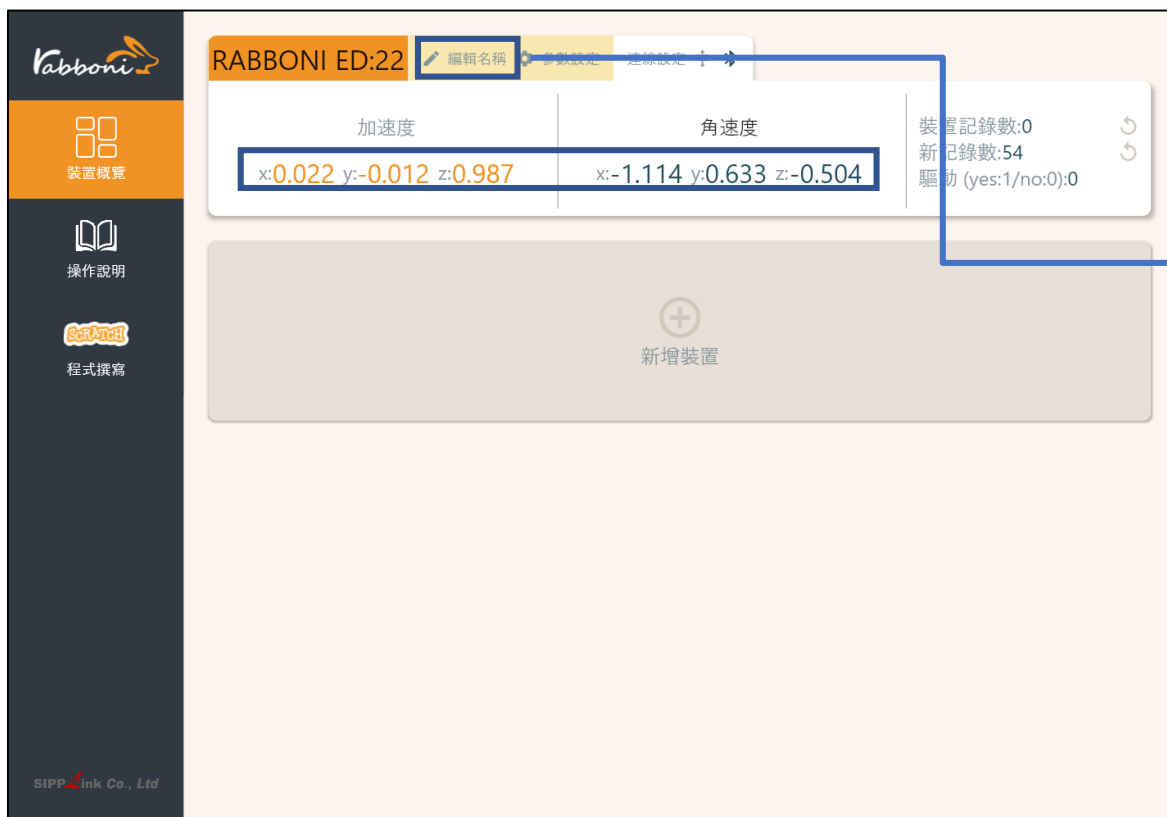 rabboni
RABBONI ED:22 編輯名稱 參數設定 連線設定
裝置概覽
加速度
x:0.022 y:-0.012 z:0.987
角速度
x:-1.114 y:0.633 z:-0.504
裝置記錄數:0
新記錄數:54
驅動 (yes:1/no:0):0
操作說明
SCRATCH
程式撰寫
新增裝置
SIPPLink Co., Ltd